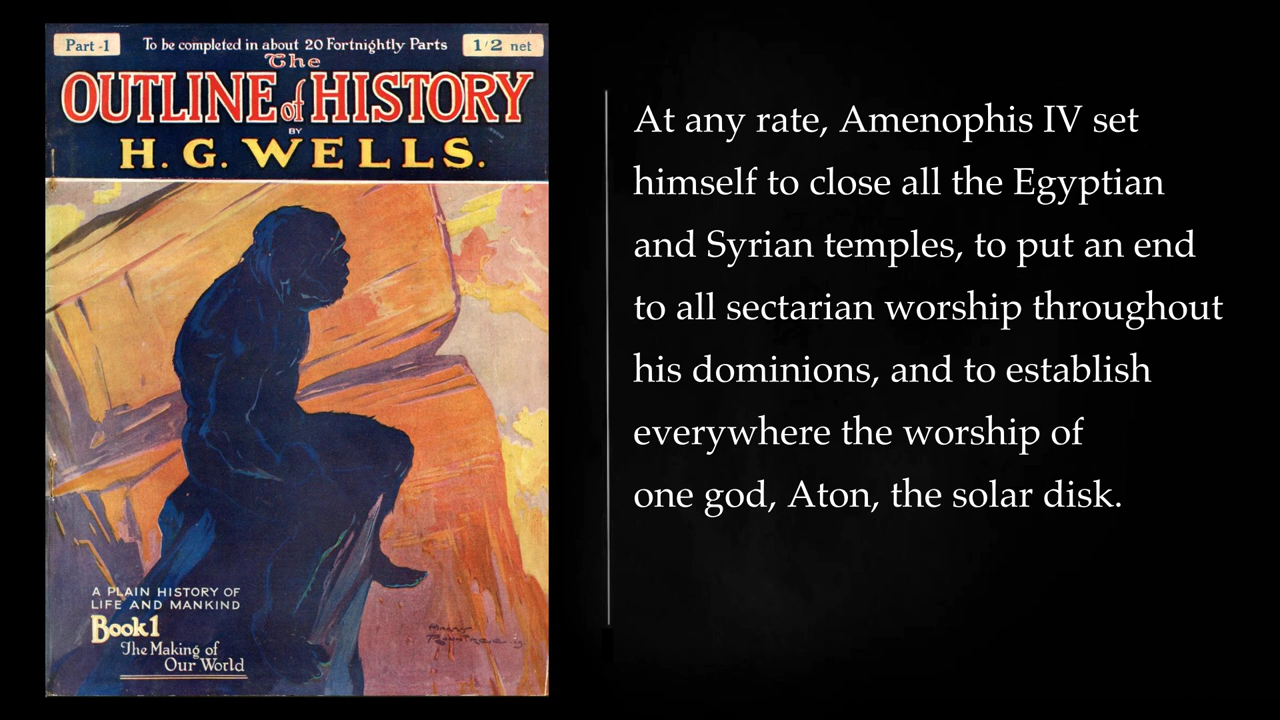 Part -1
To be completed in about 20 Fortnightly Parts
1/2 net
The
OUTLINE of HISTORY
BY
H. G. WELLS.
A PLAIN HISTORY OF
LIFE AND MANKIND
Book 1
The Making of
Our World
At any rate, Amenophis IV set
himself to close all the Egyptian
and Syrian temples, to put an end
to all sectarian worship throughout
his dominions, and to establish
everywhere the worship of
one god, Aton, the solar disk.